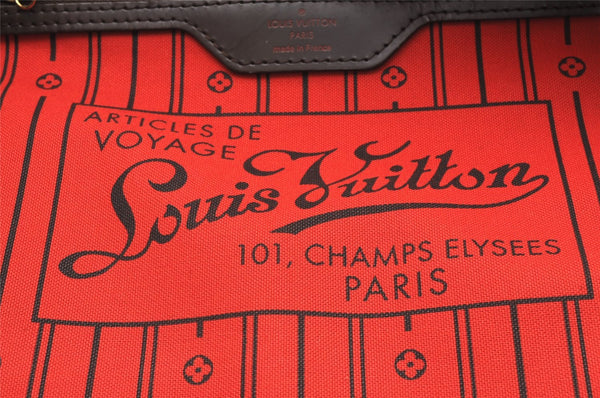 LOUIS VUITTON
PARIS
made in France
ARTICLES DE
VOYAGE
Louis Vuitton
101, CHAMPS ELYSEES
PARIS